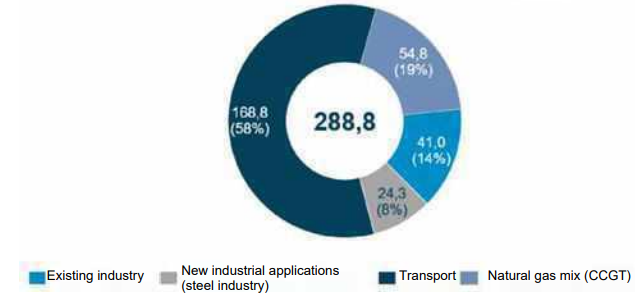 54,8
(19%)
168,8
(58%)
288,8
41,0
(14%)
24,3
(8%)
Existing industry
New industrial applications
(steel industry)
Transport
Natural gas mix (CCGT)